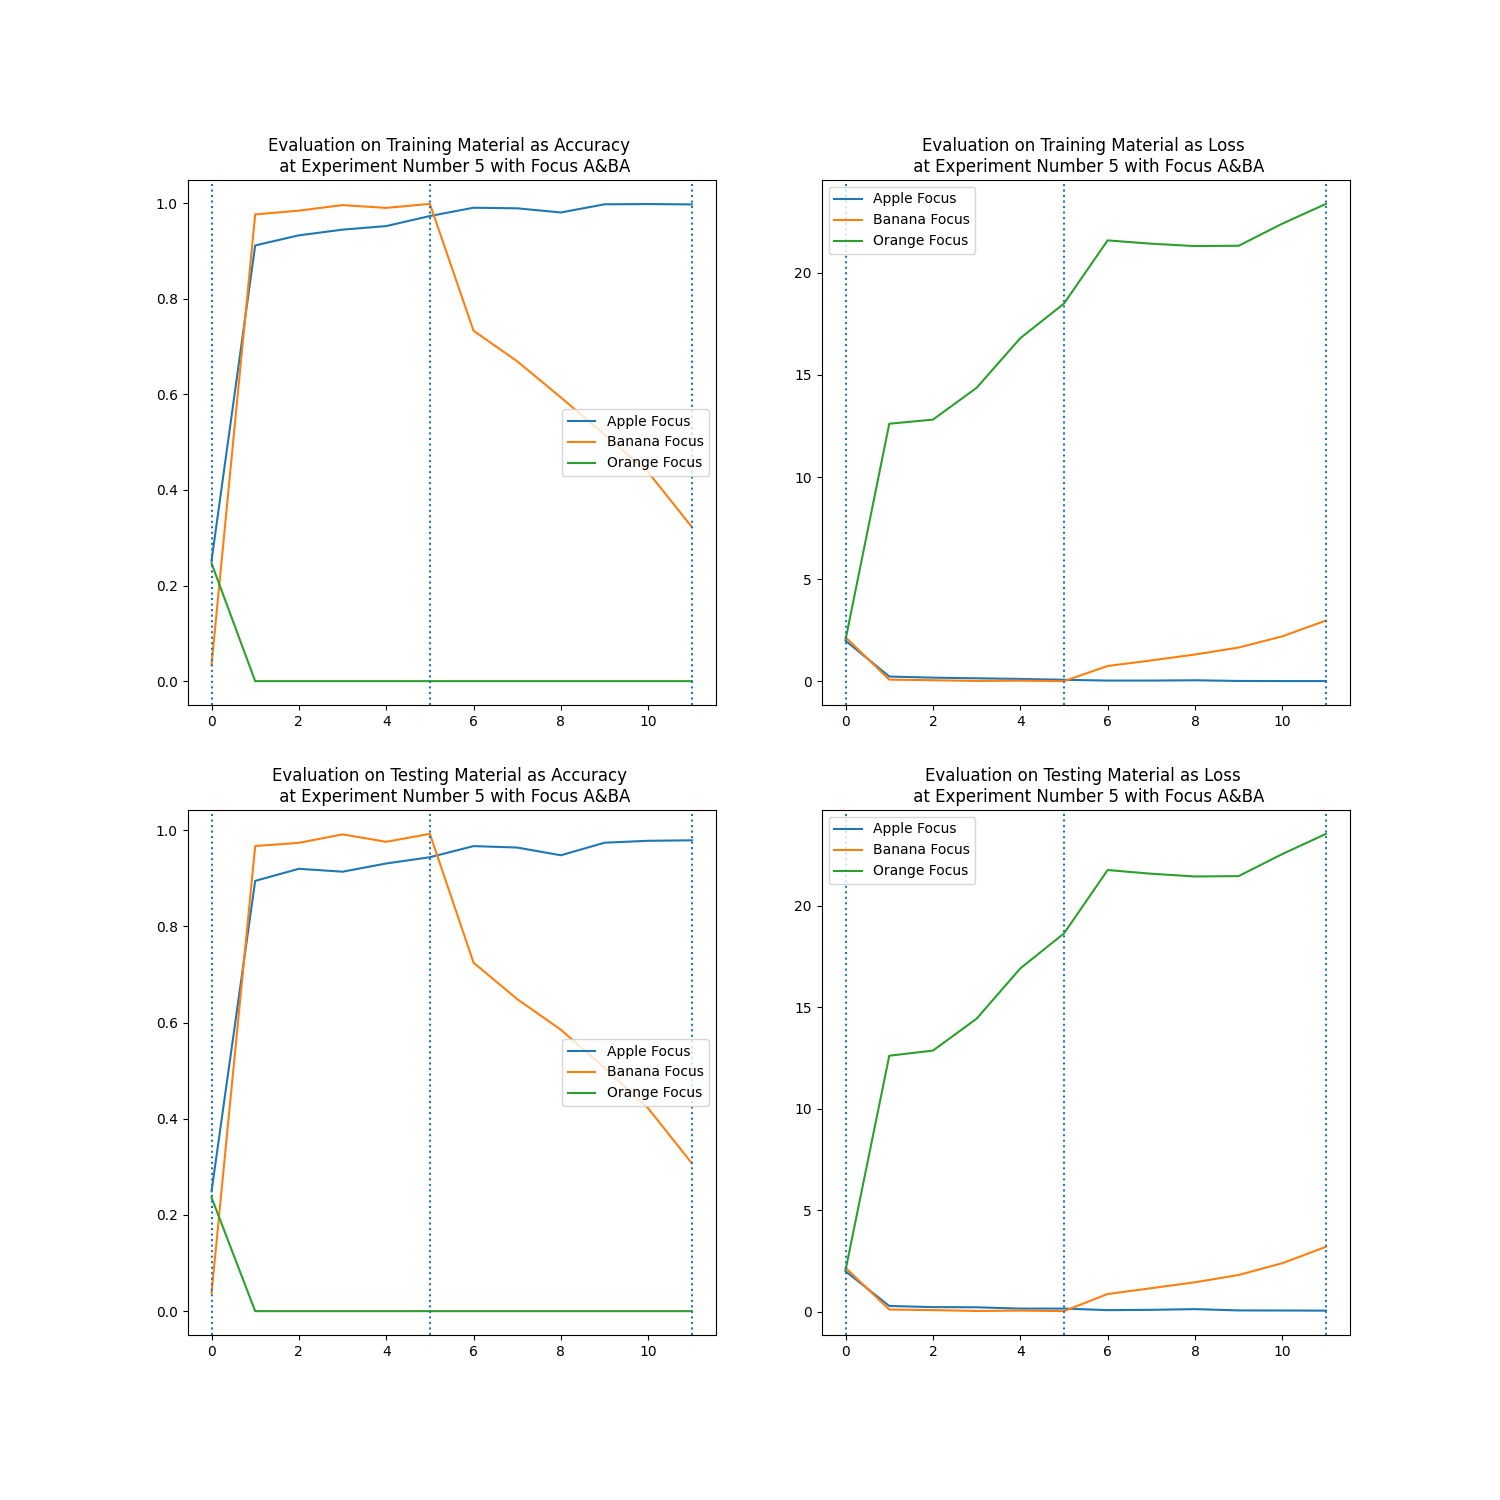 Evaluation on Training Material as Accuracy
at Experiment Number 5 with Focus A&BA
1.0
0.8
0.6
0.4
0.2
0.0
Apple Focus
Banana Focus
Orange Focus
0 2 4 6 8 10
Evaluation on Training Material as Loss
at Experiment Number 5 with Focus A&BA
Apple Focus
Banana Focus
Orange Focus
20
15
10
5
0
0 2 4 6 8 10
Evaluation on Testing Material as Accuracy
at Experiment Number 5 with Focus A&BA
1.0
0.8
0.6
0.4
0.2
0.0
Apple Focus
Banana Focus
Orange Focus
0 2 4 6 8 10
Evaluation on Testing Material as Loss
at Experiment Number 5 with Focus A&BA
Apple Focus
Banana Focus
Orange Focus
20
15
10
5
0
0 2 4 6 8 10